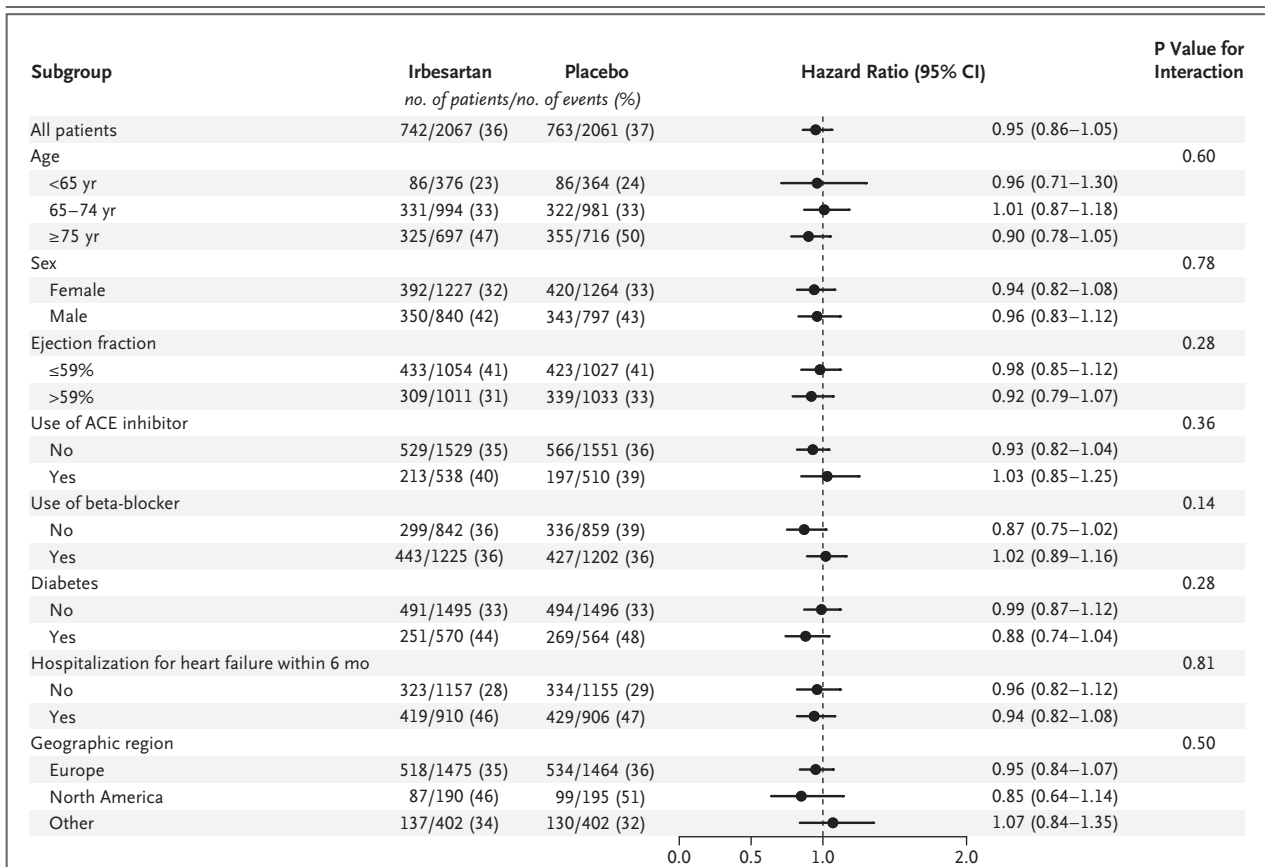 Subgroup Irbesartan Placebo Hazard Ratio (95% CI) P Value for Interaction
no. of patients/no. of events (%)
All patients 742/2067 (36) 763/2061 (37) 0.95 (0.86–1.05)
Age 0.60
<65 yr 86/376 (23) 86/364 (24) 0.96 (0.71–1.30)
65–74 yr 331/994 (33) 322/981 (33) 1.01 (0.87–1.18)
≥75 yr 325/697 (47) 355/716 (50) 0.90 (0.78–1.05)
Sex 0.78
Female 392/1227 (32) 420/1264 (33) 0.94 (0.82–1.08)
Male 350/840 (42) 343/797 (43) 0.96 (0.83–1.12)
Ejection fraction 0.28
≤59% 433/1054 (41) 423/1027 (41) 0.98 (0.85–1.12)
>59% 309/1011 (31) 339/1033 (33) 0.92 (0.79–1.07)
Use of ACE inhibitor 0.36
No 529/1529 (35) 566/1551 (36) 0.93 (0.82–1.04)
Yes 213/538 (40) 197/510 (39) 1.03 (0.85–1.25)
Use of beta-blocker 0.14
No 299/842 (36) 336/859 (39) 0.87 (0.75–1.02)
Yes 443/1225 (36) 427/1202 (36) 1.02 (0.89–1.16)
Diabetes 0.28
No 491/1495 (33) 494/1496 (33) 0.99 (0.87–1.12)
Yes 251/570 (44) 269/564 (48) 0.88 (0.74–1.04)
Hospitalization for heart failure within 6 mo 0.81
No 323/1157 (28) 334/1155 (29) 0.96 (0.82–1.12)
Yes 419/910 (46) 429/906 (47) 0.94 (0.82–1.08)
Geographic region 0.50
Europe 518/1475 (35) 534/1464 (36) 0.95 (0.84–1.07)
North America 87/190 (46) 99/195 (51) 0.85 (0.64–1.14)
Other 137/402 (34) 130/402 (32) 1.07 (0.84–1.35)
0.0 0.5 1.0 2.0